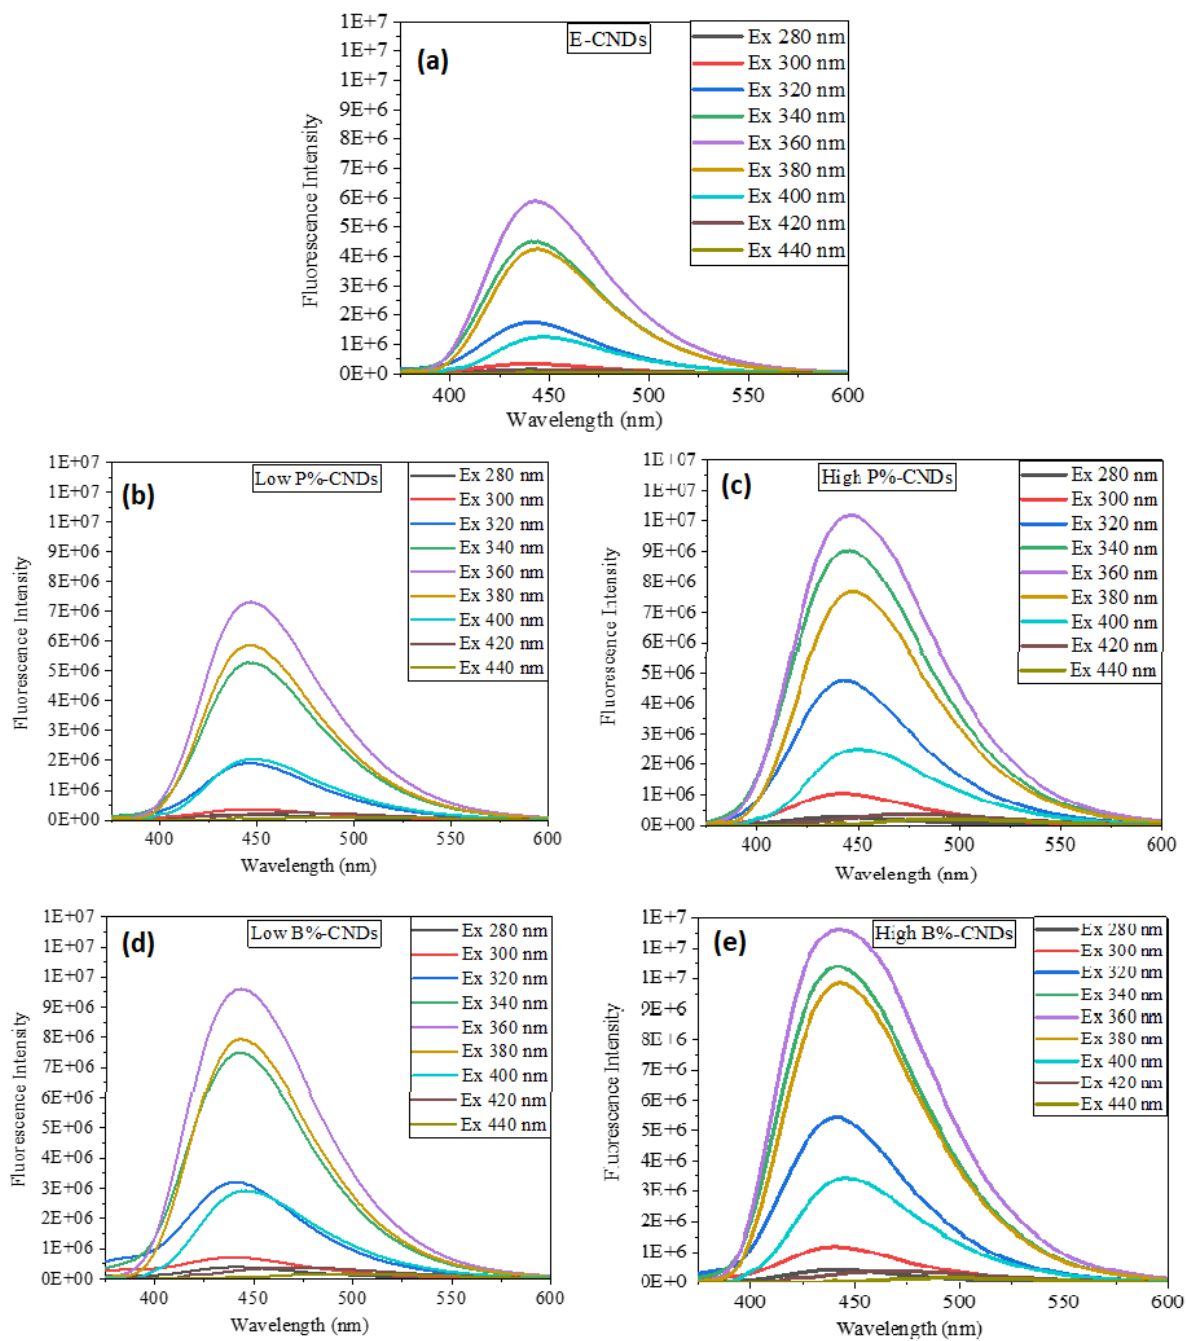 E-CNDs
(a)
1E+7
1E+7
1E+7
9E+6
8E+6
7E+6
6E+6
5E+6
4E+6
3E+6
2E+6
1E+6
0E+0
Fluorescence Intensity
Ex 280 nm
Ex 300 nm
Ex 320 nm
Ex 340 nm
Ex 360 nm
Ex 380 nm
Ex 400 nm
Ex 420 nm
Ex 440 nm
400 450 500 550 600
Wavelength (nm)
Low P%-CNDs
(b)
1E+07
1E+07
1E+07
9E+06
8E+06
7E+06
6E+06
5E+06
4E+06
3E+06
2E+06
1E+06
0E+00
Fluorescence Intensity
Ex 280 nm
Ex 300 nm
Ex 320 nm
Ex 340 nm
Ex 360 nm
Ex 380 nm
Ex 400 nm
Ex 420 nm
Ex 440 nm
400 450 500 550 600
Wavelength (nm)
High P%-CNDs
(c)
1E+07
1E+07
1E+07
9E+06
8E+06
7E+06
6E+06
5E+06
4E+06
3E+06
2E+06
1E+06
0E+00
Fluorescence Intensity
Ex 280 nm
Ex 300 nm
Ex 320 nm
Ex 340 nm
Ex 360 nm
Ex 380 nm
Ex 400 nm
Ex 420 nm
Ex 440 nm
400 450 500 550 600
Wavelength (nm)
Low B%-CNDs
(d)
1E+07
1E+07
1E+07
9E+06
8E+06
7E+06
6E+06
5E+06
4E+06
3E+06
2E+06
1E+06
0E+00
Fluorescence Intensity
Ex 280 nm
Ex 300 nm
Ex 320 nm
Ex 340 nm
Ex 360 nm
Ex 380 nm
Ex 400 nm
Ex 420 nm
Ex 440 nm
400 450 500 550 600
Wavelength (nm)
High B%-CNDs
(e)
1E+7
1E+7
1E+7
9E+6
8E+6
7E+6
6E+6
5E+6
4E+6
3E+6
2E+6
1E+6
0E+0
Fluorescence Intensity
Ex 280 nm
Ex 300 nm
Ex 320 nm
Ex 340 nm
Ex 360 nm
Ex 380 nm
Ex 400 nm
Ex 420 nm
Ex 440 nm
400 450 500 550 600
Wavelength (nm)